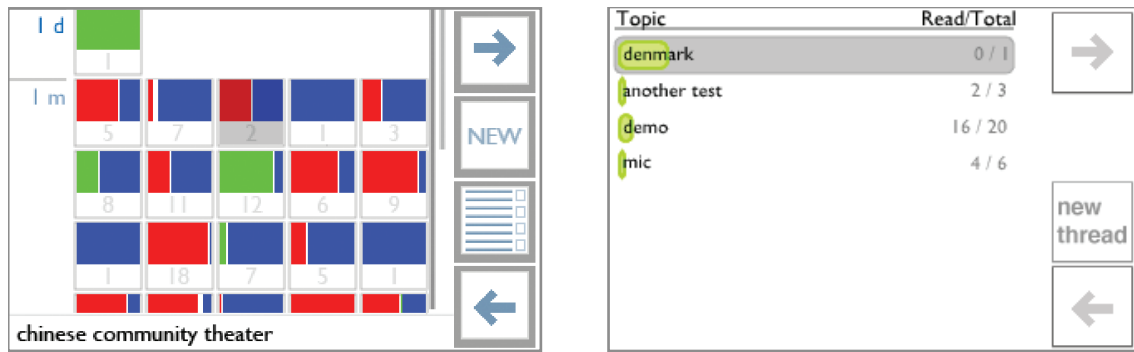 1 d
1
1 m
5 7 2 1 3
NEW
8 11 12 6 9
1 18 7 5 1
chinese community theater
Topic Read/Total
denmark 0 / 1
another test 2 / 3
demo 16 / 20
mic 4 / 6
new
thread